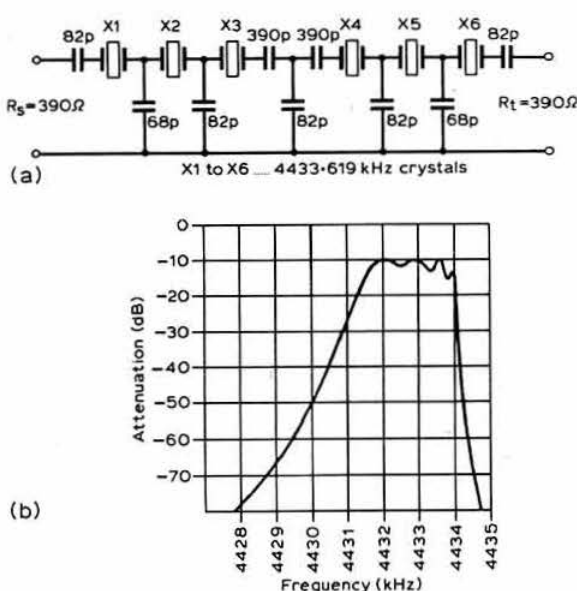 X1 X2 X3 X4 X5 X6
82p 390p 390p 82p
Rs=390Ω 68p 82p 82p 82p 68p Rt=390Ω
(a) X1 to X6 __ 4433·619 kHz crystals
(b)
Attenuation (dB)
0
-10
-20
-30
-40
-50
-60
-70
4428 4429 4430 4431 4432 4433 4434 4435
Frequency (kHz)